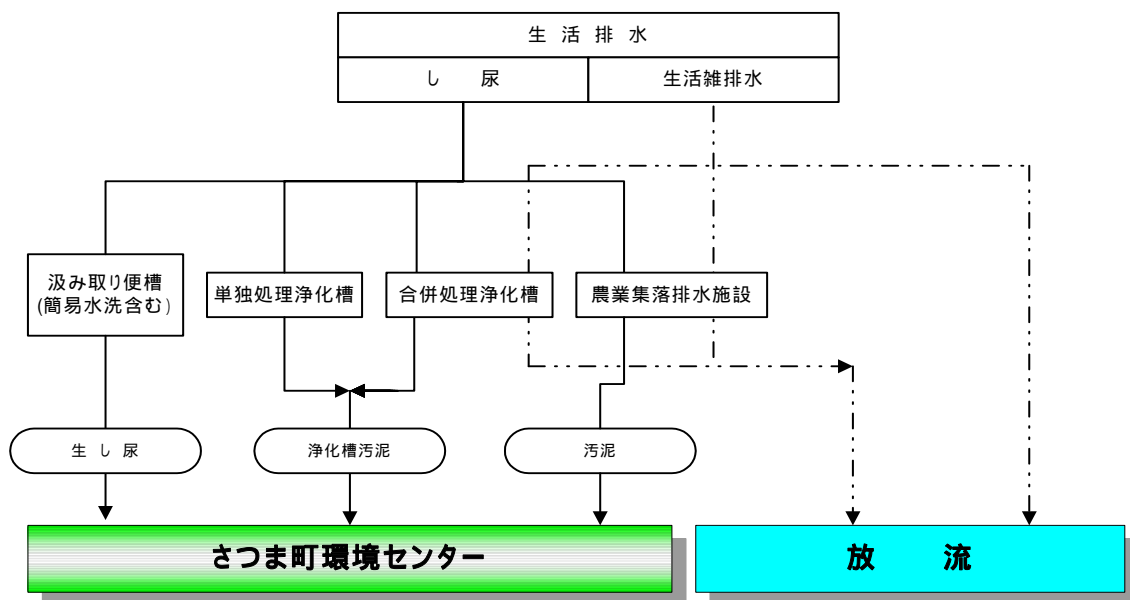 生 活 排 水
し 尿
生活雑排水
汲み取り便槽
(簡易水洗含む)
単独処理浄化槽
合併処理浄化槽
農業集落排水施設
生 し 尿
浄化槽汚泥
汚泥
さつま町環境センター
放 流